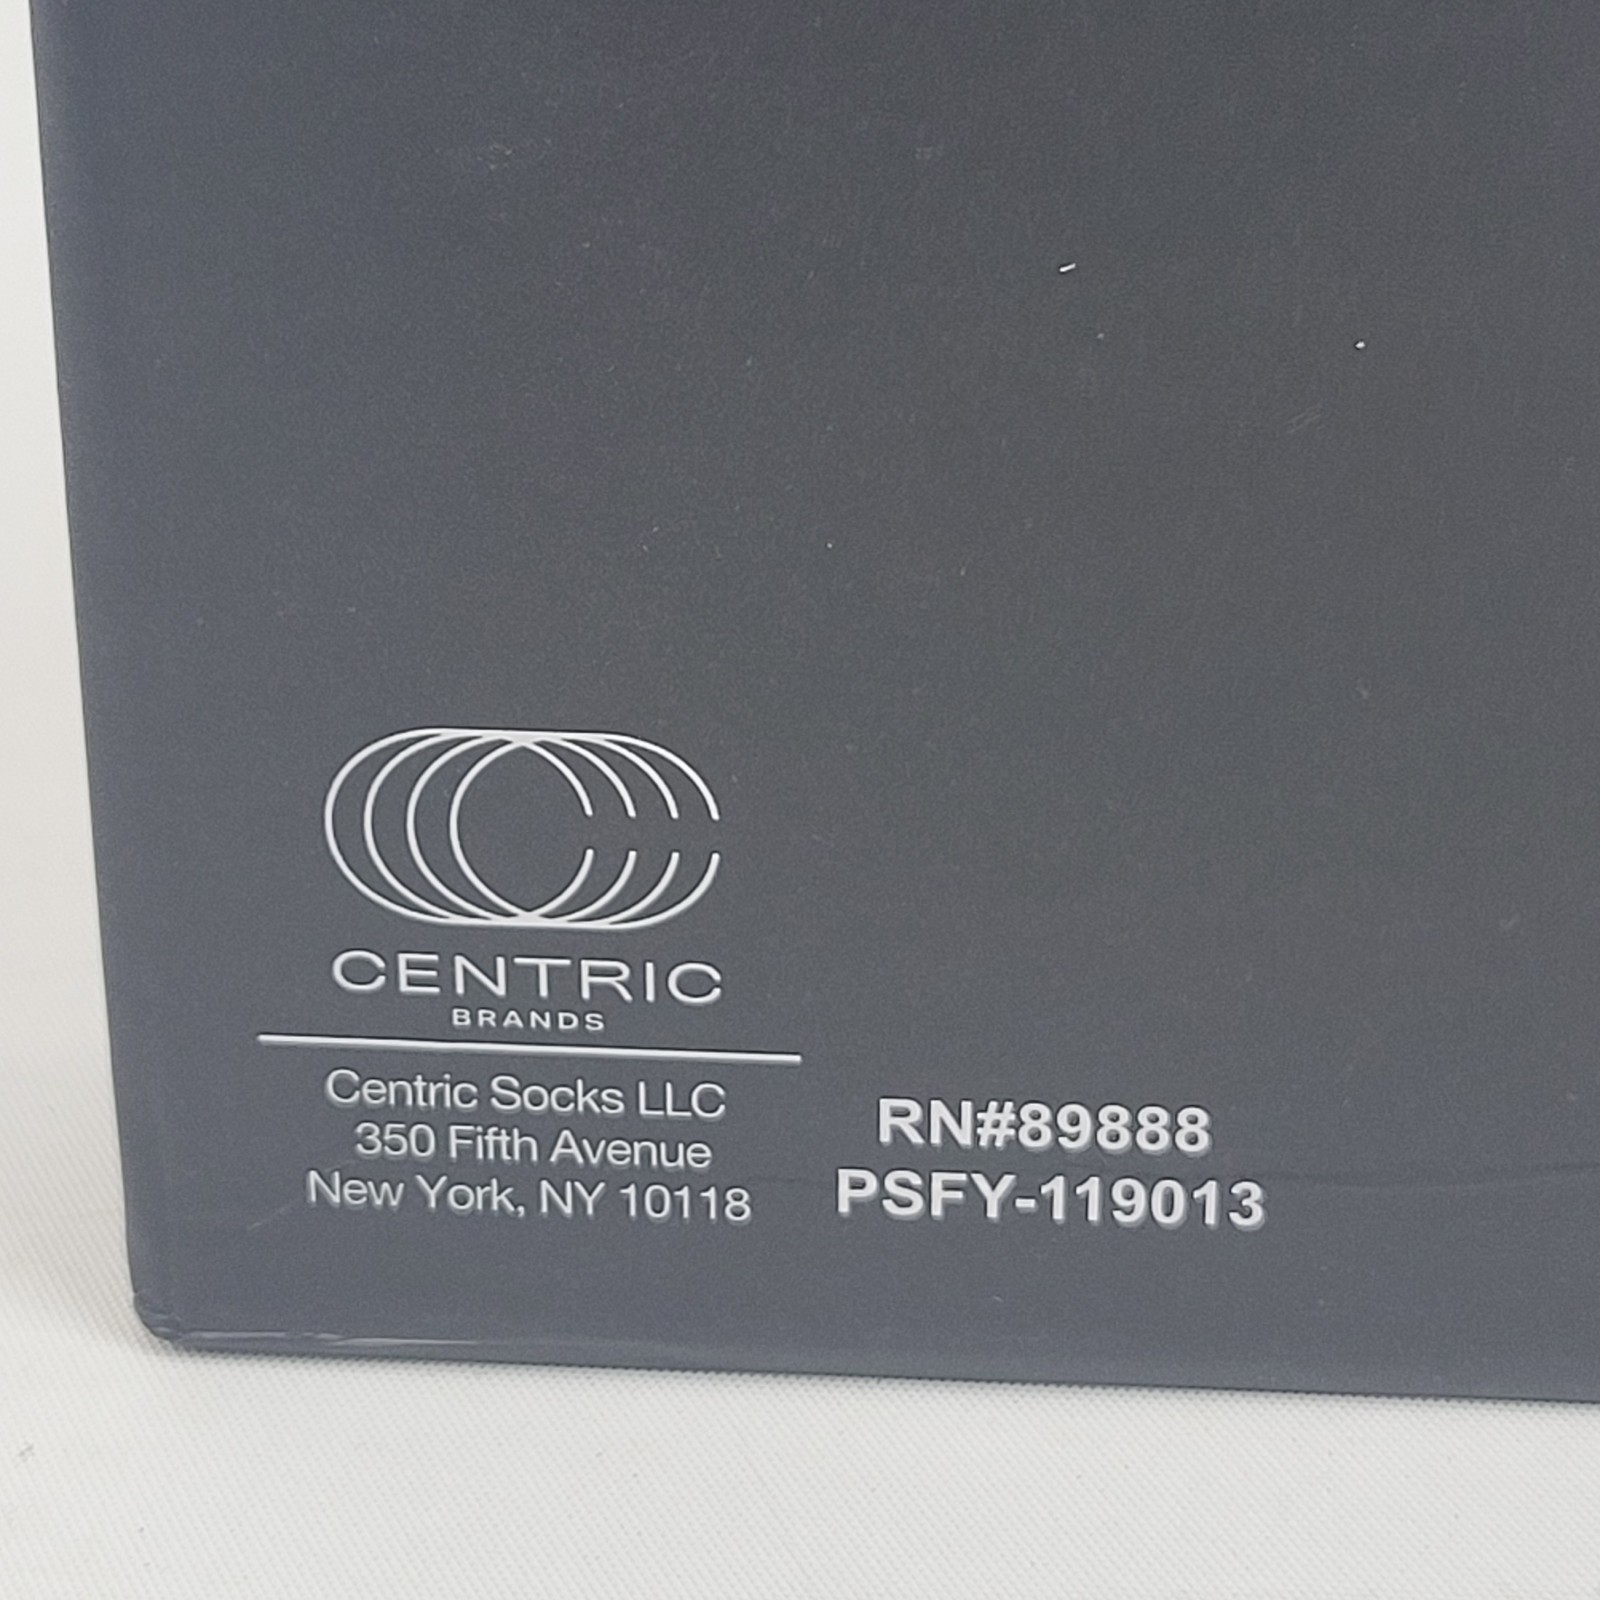 CENTRIC
BRANDS
Centric Socks LLC
350 Fifth Avenue
New York, NY 10118
RN#89888
PSFY-119013